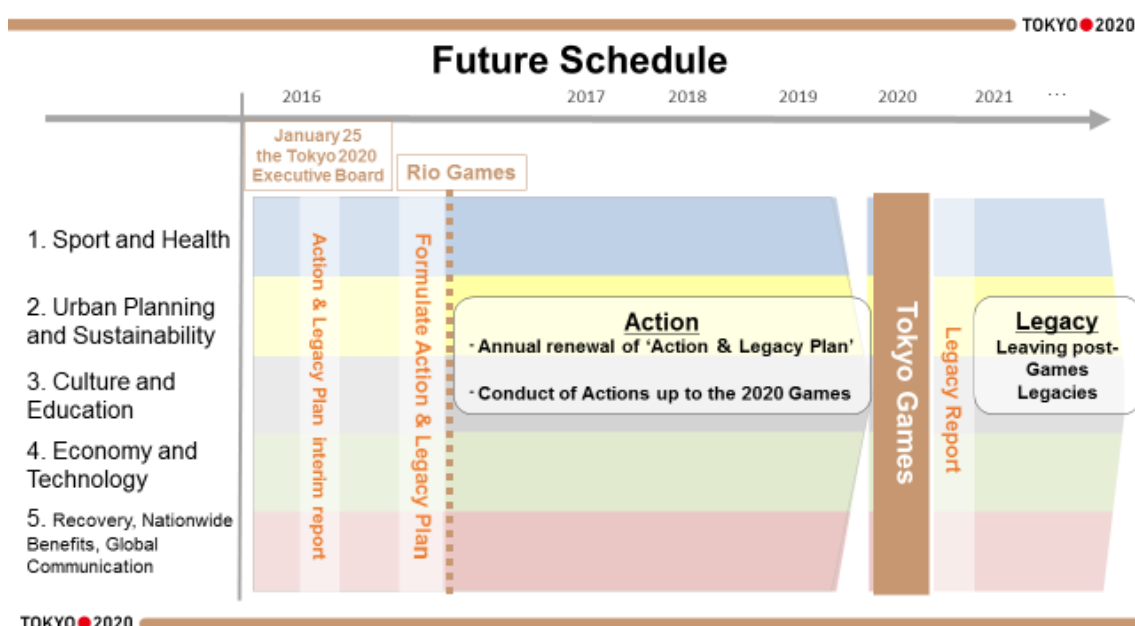 TOKYO 2020
Future Schedule
2016 2017 2018 2019 2020 2021 ...
January 25
the Tokyo 2020
Executive Board
Rio Games
1. Sport and Health
2. Urban Planning
and Sustainability
3. Culture and
Education
4. Economy and
Technology
5. Recovery, Nationwide
Benefits, Global
Communication
Action & Legacy Plan interim report
Formulate Action & Legacy Plan
Action
- Annual renewal of ‘Action & Legacy Plan’
- Conduct of Actions up to the 2020 Games
Tokyo Games
Legacy Report
Legacy
Leaving post-
Games
Legacies
TOKYO 2020